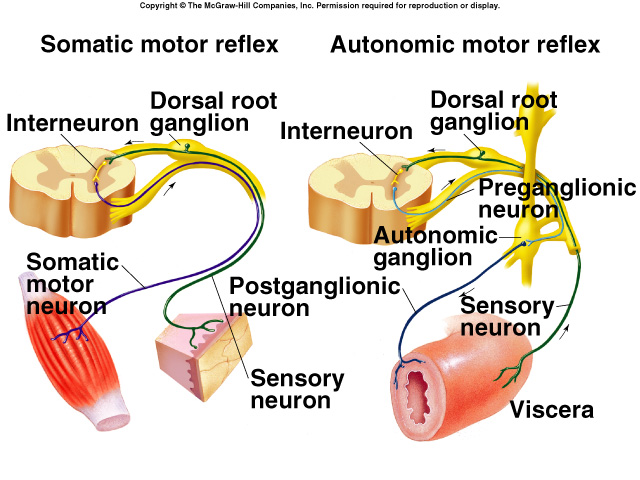 Copyright © The McGraw-Hill Companies, Inc. Permission required for reproduction or display.
Somatic motor reflex
Autonomic motor reflex
Dorsal root
ganglion
Interneuron
Somatic
motor
neuron
Sensory
neuron
Dorsal root
ganglion
Interneuron
Preganglionic
neuron
Autonomic
ganglion
Postganglionic
neuron
Sensory
neuron
Viscera